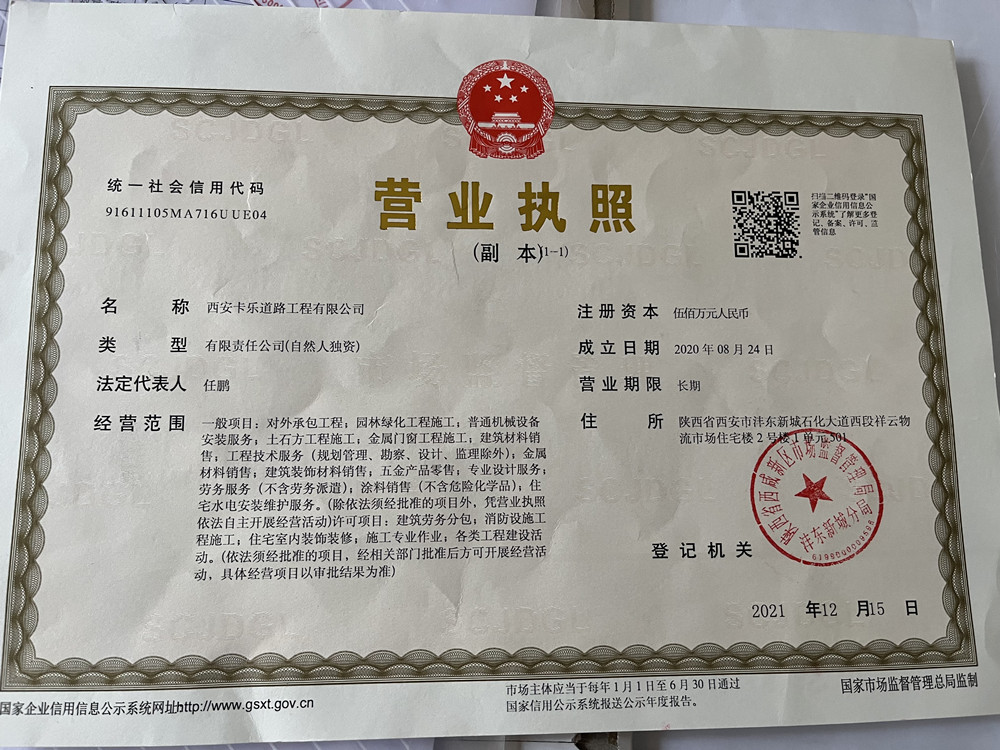 统一社会信用代码
91611105MA716UUE04
营业执照
(副 本)(1-1)
扫描二维码登录"国
家企业信用信息公
示系统"了解更多登
记、备案、许可、监
管信息
名 称 西安卡乐道路工程有限公司
类 型 有限责任公司(自然人独资)
法定代表人 任鹏
经营范围 一般项目：对外承包工程；园林绿化工程施工；普通机械设备
安装服务；土石方工程施工；金属门窗工程施工；建筑材料销
售；工程技术服务（规划管理、勘察、设计、监理除外）；金属
材料销售；建筑装饰材料销售；五金产品零售；专业设计服务；
劳务服务（不含劳务派遣）；涂料销售（不含危险化学品）；住
宅水电安装维护服务。(除依法须经批准的项目外，凭营业执照
依法自主开展经营活动)许可项目：建筑劳务分包；消防设施工
程施工；住宅室内装饰装修；施工专业作业；各类工程建设活
动。(依法须经批准的项目，经相关部门批准后方可开展经营活
动，具体经营项目以审批结果为准)
注册资本 伍佰万元人民币
成立日期 2020年08月24日
营业期限 长期
住 所 陕西省西安市沣东新城石化大道西段祥云物
流市场住宅楼2号楼1单元501
陕西省西咸新区市场监督管理局
沣东新城分局
登记机关
2021 年12 月15 日
国家企业信用信息公示系统网址http://www.gsxt.gov.cn
市场主体应当于每年1月1日至6月30日通过
国家信用公示系统报送公示年度报告。
国家市场监督管理总局监制